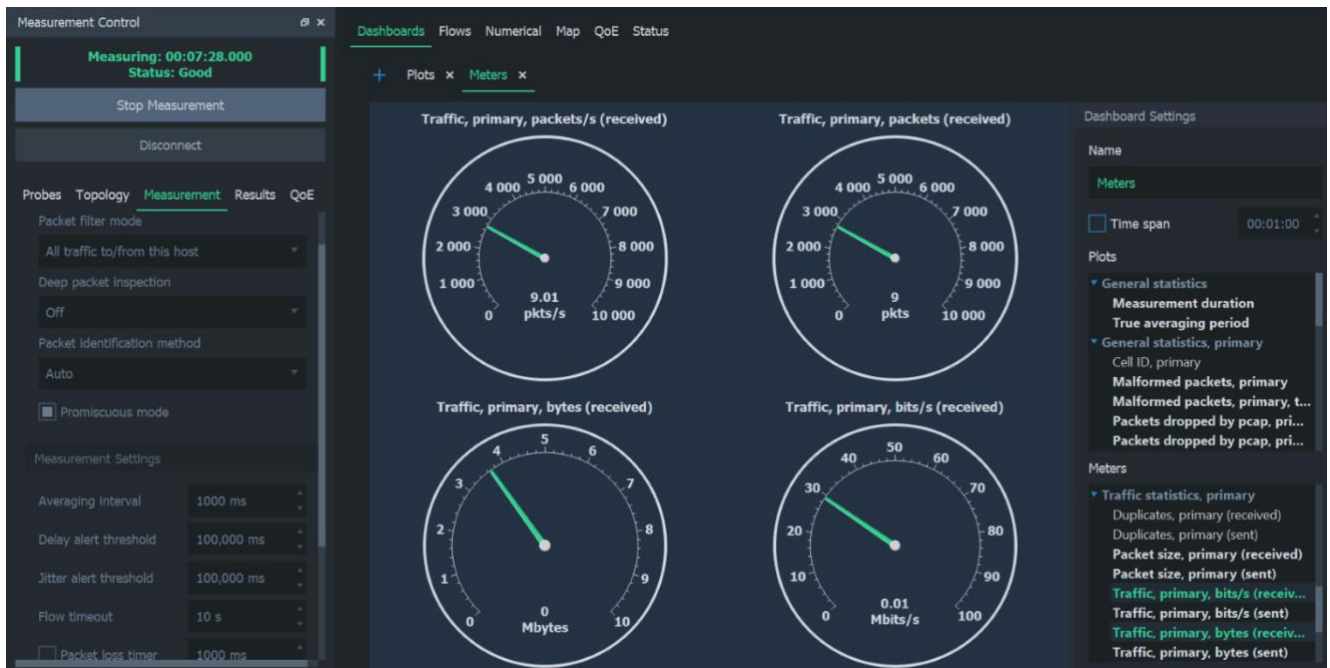 Measurement Control
Measuring: 00:07:28.000
Status: Good
Stop Measurement
Disconnect
Probes Topology Measurement Results QoE
Packet filter mode
All traffic to/from this host
Deep packet inspection
Off
Packet identification method
Auto
Promiscuous mode
Measurement Settings
Averaging interval 1000 ms
Delay alert threshold 100,000 ms
Jitter alert threshold 100,000 ms
Flow timeout 10 s
Packet loss timer 1000 ms
Dashboards Flows Numerical Map QoE Status
+ Plots × Meters ×
Traffic, primary, packets/s (received)
0 1 000 2 000 3 000 4 000 5 000 6 000 7 000 8 000 9 000 10 000
9.01
pkts/s
Traffic, primary, packets (received)
0 1 000 2 000 3 000 4 000 5 000 6 000 7 000 8 000 9 000 10 000
9
pkts
Traffic, primary, bytes (received)
0 1 2 3 4 5 6 7 8 9 10
0
Mbytes
Traffic, primary, bits/s (received)
0 10 20 30 40 50 60 70 80 90 100
0.01
Mbits/s
Dashboard Settings
Name
Meters
Time span 00:01:00
Plots
General statistics
Measurement duration
True averaging period
General statistics, primary
Cell ID, primary
Malformed packets, primary
Malformed packets, primary, t...
Packets dropped by pcap, pri...
Packets dropped by pcap, pri...
Meters
Traffic statistics, primary
Duplicates, primary (received)
Duplicates, primary (sent)
Packet size, primary (received)
Packet size, primary (sent)
Traffic, primary, bits/s (receiv...
Traffic, primary, bits/s (sent)
Traffic, primary, bytes (receiv...
Traffic, primary, bytes (sent)